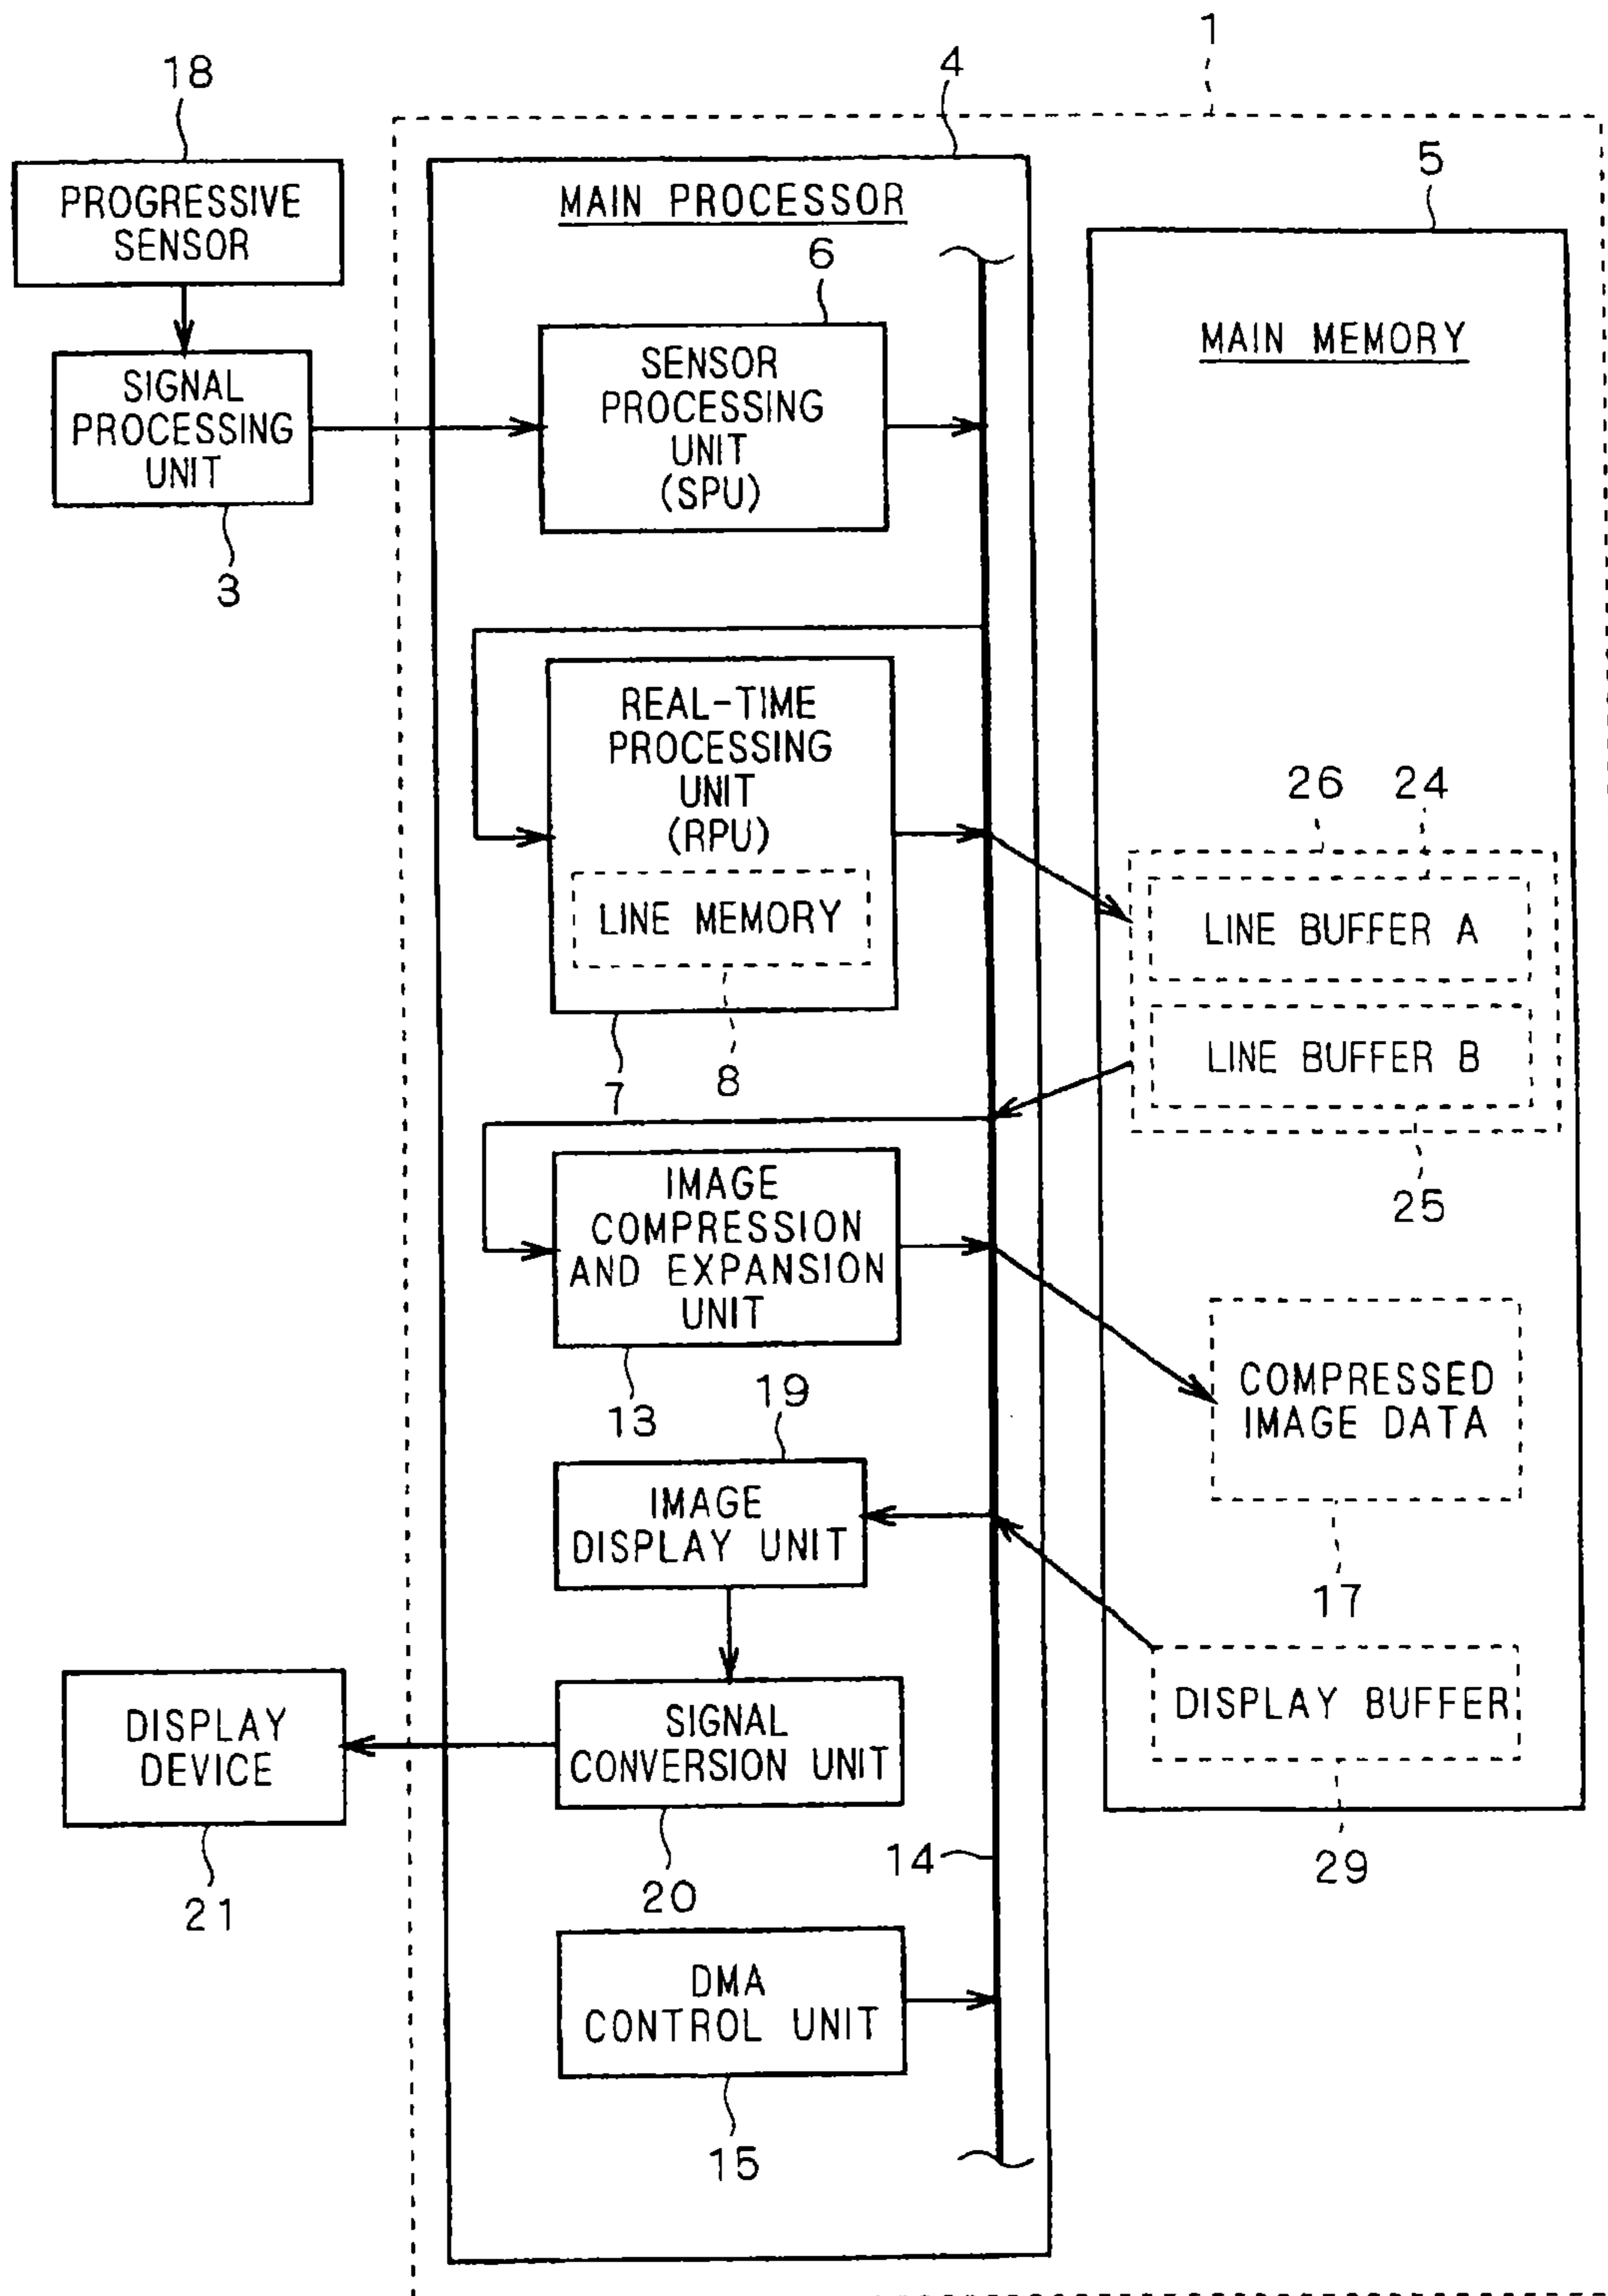 1
18
4
5
PROGRESSIVE
SENSOR
MAIN PROCESSOR
6
MAIN MEMORY
SIGNAL
PROCESSING
UNIT
3
SENSOR
PROCESSING
UNIT
(SPU)
REAL-TIME
PROCESSING
UNIT
(RPU)
LINE MEMORY
7
8
26
24
LINE BUFFER A
LINE BUFFER B
25
IMAGE
COMPRESSION
AND EXPANSION
UNIT
13
COMPRESSED
IMAGE DATA
17
19
IMAGE
DISPLAY UNIT
DISPLAY BUFFER
29
SIGNAL
CONVERSION UNIT
20
DISPLAY
DEVICE
21
14
DMA
CONTROL UNIT
15